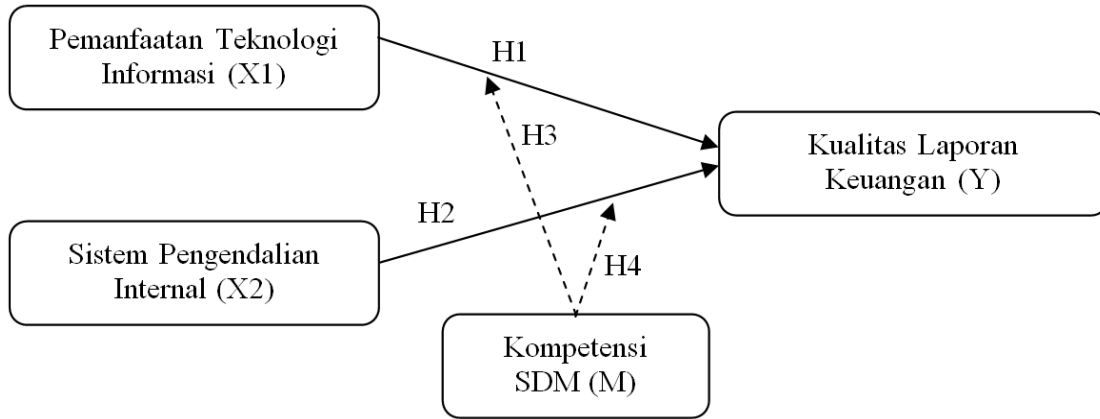 Pemanfaatan Teknologi
Informasi (X1)
H1
H3
Kualitas Laporan
Keuangan (Y)
H2
Sistem Pengendalian
Internal (X2)
H4
Kompetensi
SDM (M)